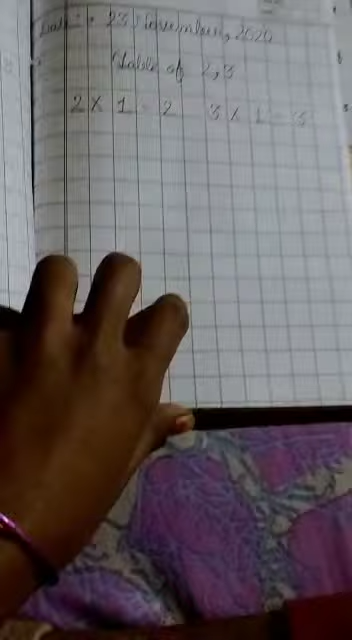 Date: 23 November, 2020
Table of 2, 3
2 X 1 = 2 3 X 1 = 3